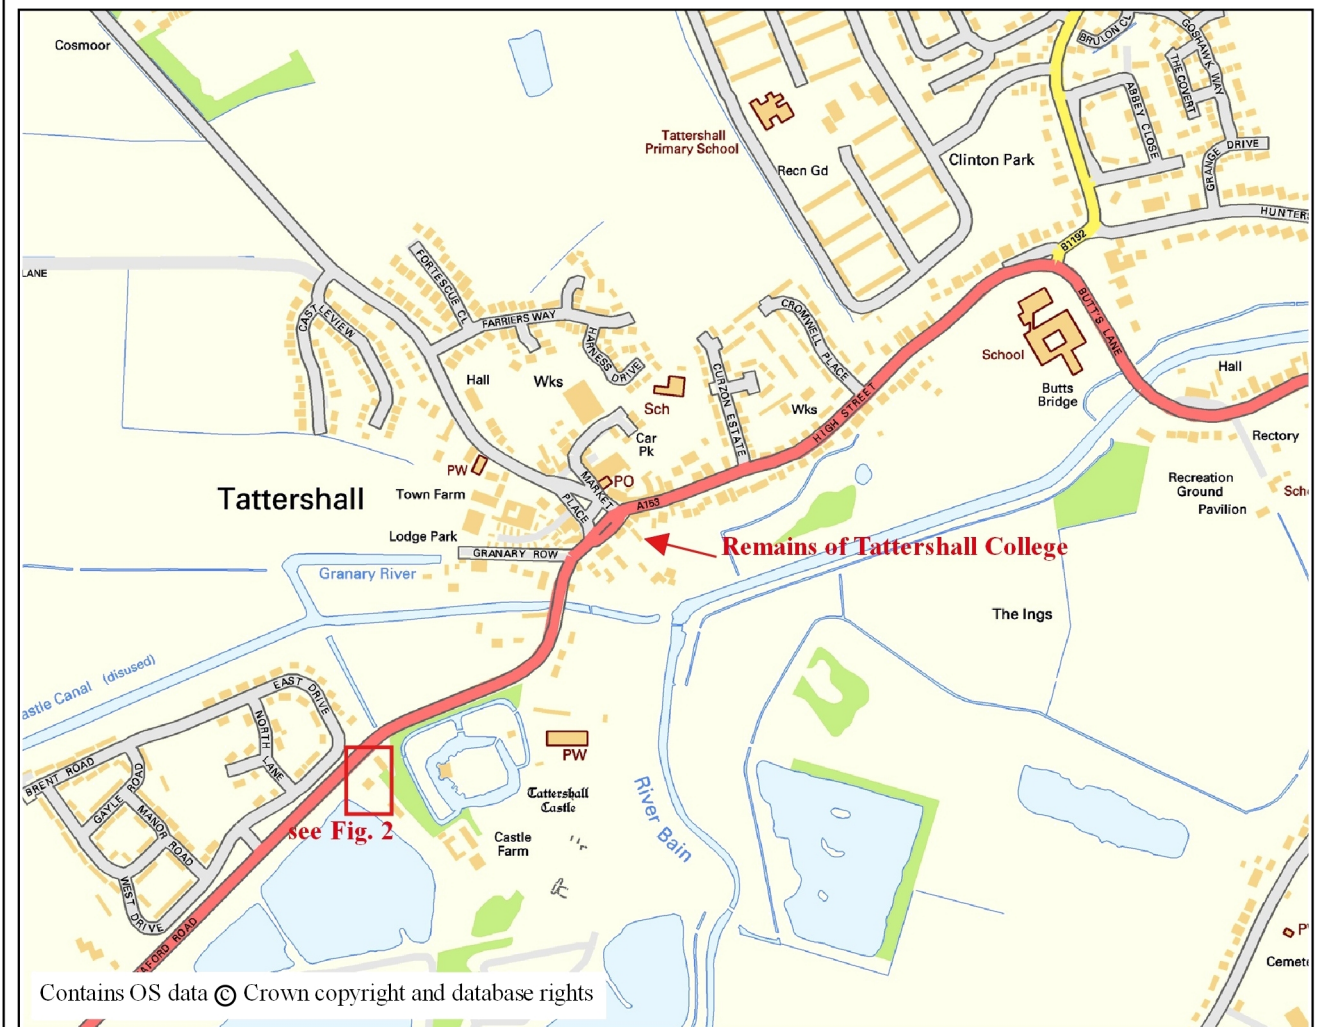 Cosmoor
BRULON CL
GOSHAWK WAY
THE COVERT
ABBEY CLOSE
Tattershall
Primary School
Recn Gd
Clinton Park
GRANGE DRIVE
HUNTER
B1192
LANE
FORTESCUE CL
CASTLEVIEW
FARRIERS WAY
HARNESS DRIVE
CROMWELL PLACE
BUTT'S LANE
School
Butts
Bridge
Hall
Hall
Wks
Sch
CURZON ESTATE
Wks
HIGH STREET
Car
Pk
Rectory
PW
Town Farm
MARKET
PLACE
PO
A153
Recreation
Ground
Pavilion
Sch
Tattershall
Lodge Park
GRANARY ROW
Remains of Tattershall College
Granary River
The Ings
astle Canal (disused)
EAST DRIVE
NORTH LANE
BRENT ROAD
GAYLE ROAD
MANOR ROAD
WEST DRIVE
PW
Tattershall
Castle
see Fig. 2
Castle
Farm
River Bain
AFORD ROAD
P
Cemet
Contains OS data © Crown copyright and database rights